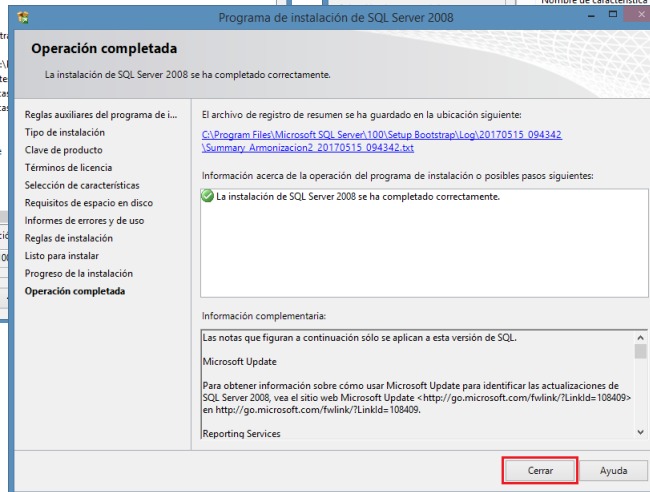 Nombre de característica
Programa de instalación de SQL Server 2008
Operación completada
La instalación de SQL Server 2008 se ha completado correctamente.
Reglas auxiliares del programa de i...
Tipo de instalación
Clave de producto
Términos de licencia
Selección de características
Requisitos de espacio en disco
Informes de errores y de uso
Reglas de instalación
Listo para instalar
Progreso de la instalación
Operación completada
El archivo de registro de resumen se ha guardado en la ubicación siguiente:
C:\Program Files\Microsoft SQL Server\100\Setup Bootstrap\Log\20170515_094342
\Summary_Armonizacion2_20170515_094342.txt
Información acerca de la operación del programa de instalación o posibles pasos siguientes:
La instalación de SQL Server 2008 se ha completado correctamente.
Información complementaria:
Las notas que figuran a continuación sólo se aplican a esta versión de SQL.
Microsoft Update
Para obtener información sobre cómo usar Microsoft Update para identificar las actualizaciones de
SQL Server 2008, vea el sitio web Microsoft Update <http://go.microsoft.com/fwlink/?LinkId=108409>
en http://go.microsoft.com/fwlink/?LinkId=108409.
Reporting Services
Cerrar
Ayuda